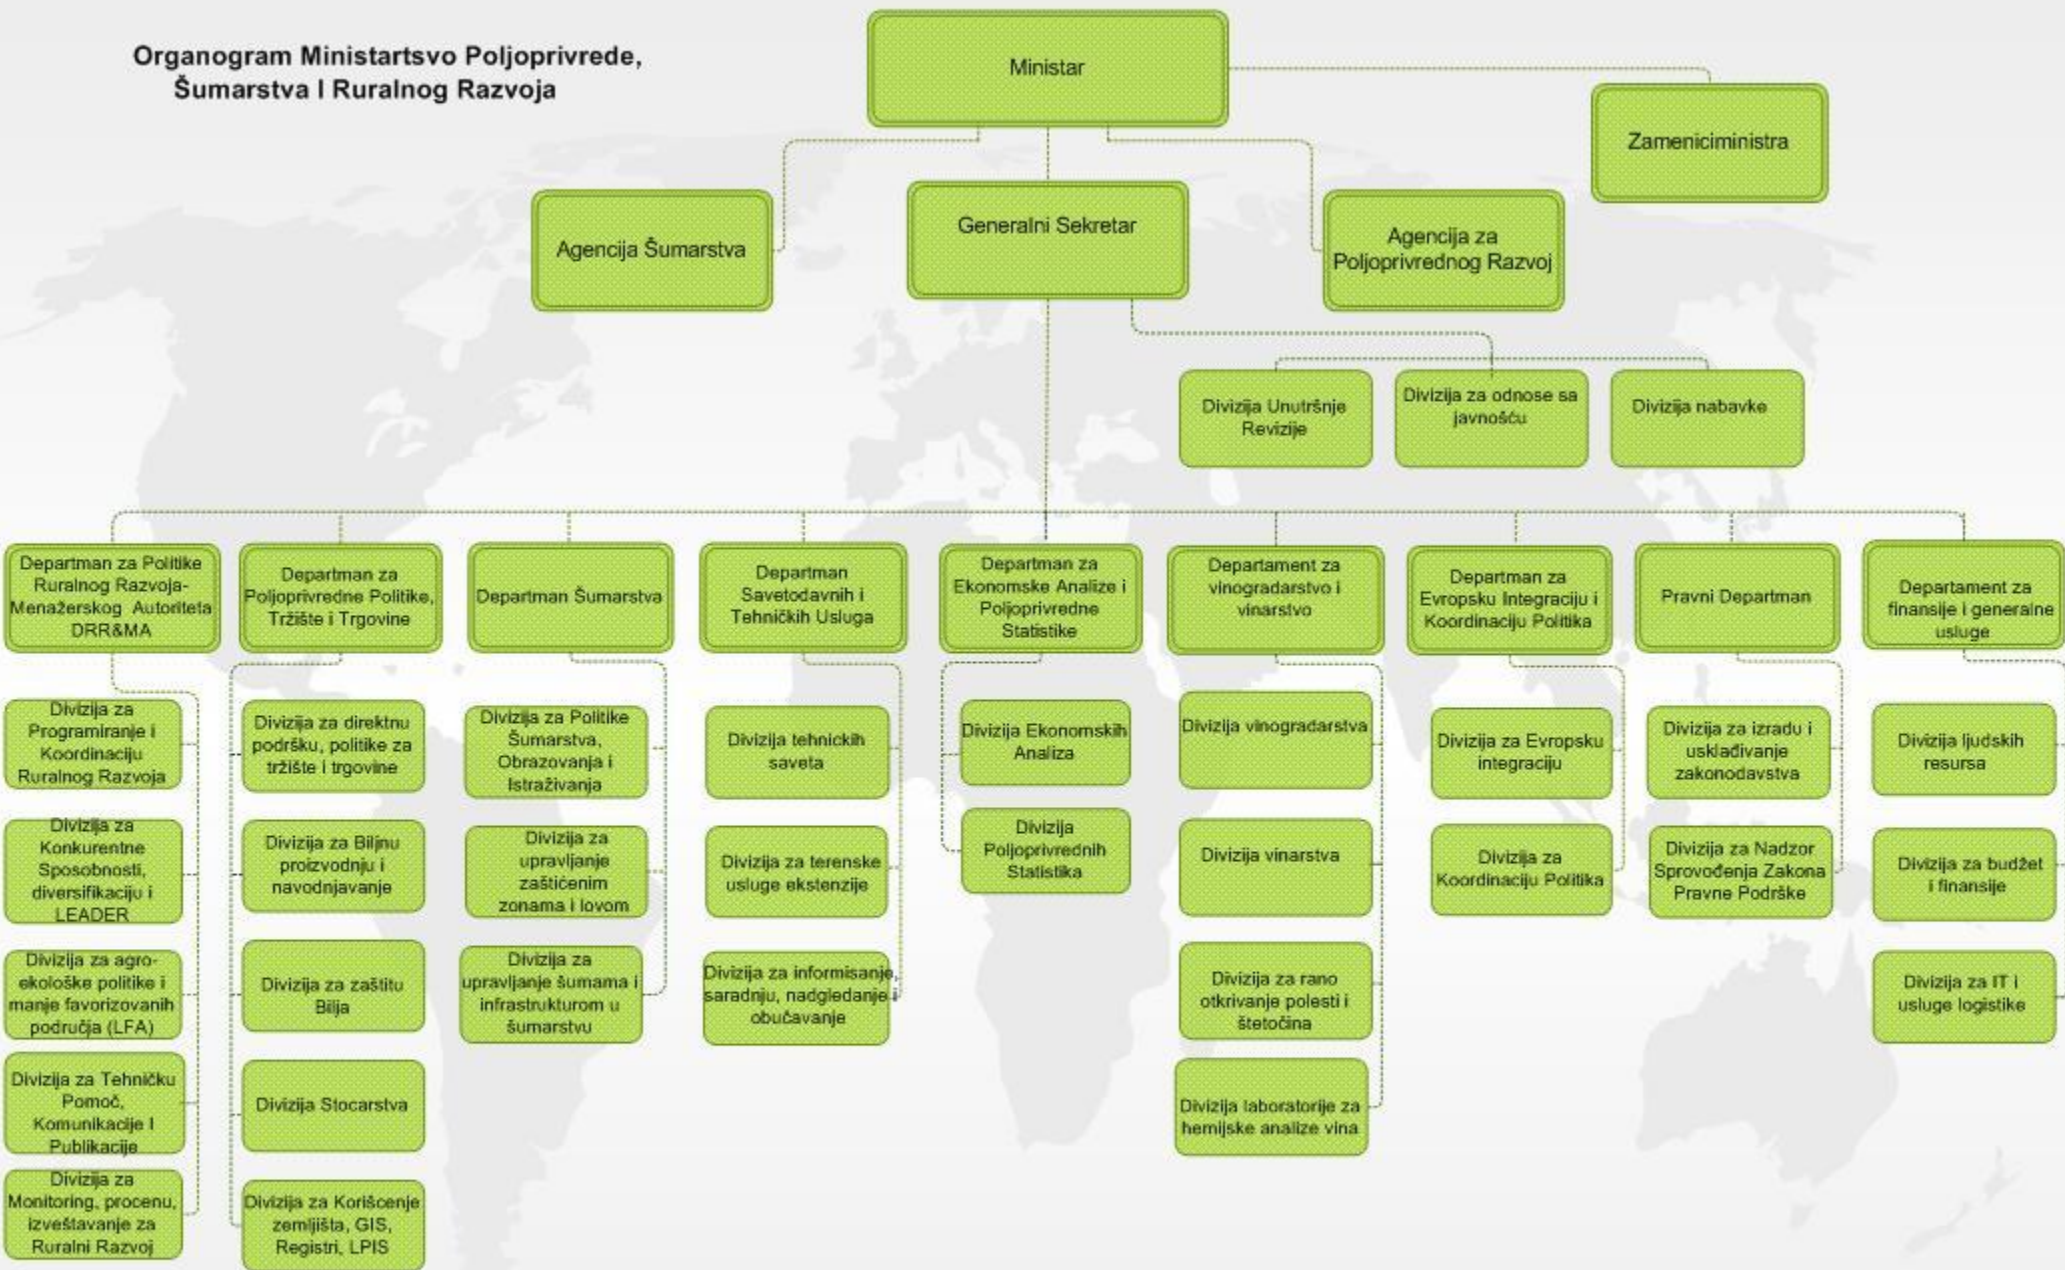 Organogram Ministartsvo Poljoprivrede,
Šumarstva I Ruralnog Razvoja
Ministar
Zameniciministra
Agencija Šumarstva
Generalni Sekretar
Agencija za
Poljoprivrednog Razvoj
Divizija Unutršnje
Revizije
Divizija za odnose sa
javnošću
Divizija nabavke
Departman za Politike
Ruralnog Razvoja-
Menažerskog Autoriteta
DRR&MA
Departman za
Poljoprivredne Politike,
Tržište i Trgovine
Departman Šumarstva
Departman
Savetodavnih i
Tehničkih Usluga
Departman za
Ekonomske Analize i
Poljoprivredne
Statistike
Departament za
vinogradarstvo i
vinarstvo
Departman za
Evropsku Integraciju i
Koordinaciju Politika
Pravni Departman
Departament za
finansije i generalne
usluge
Divizija za
Programiranje i
Koordinaciju
Ruralnog Razvoja
Divizija za
Konkurentne
Sposobnosti,
diversifikaciju i
LEADER
Divizija za agro-
ekološke politike i
manje favorizovanih
područja (LFA)
Divizija za Tehničku
Pomoč,
Komunikacije I
Publikacije
Divizija za
Monitoring, procenu,
izveštavanje za
Ruralni Razvoj
Divizija za direktnu
podršku, politike za
tržište i trgovine
Divizija za Biljnu
proizvodnju i
navodnjavanje
Divizija za zaštitu
Bilja
Divizija Stocarstva
Divizija za Korišcenje
zemljišta, GIS,
Registri, LPIS
Divizija za Politike
Šumarstva,
Obrazovanja i
Istraživanja
Divizija za
upravljanje
zaštićenim
zonama i lovom
Divizija za
upravljanje šumama i
infrastrukturom u
šumarstvu
Divizija tehnickih
saveta
Divizija za terenske
usluge ekstenzije
Divizija za informisanje,
saradnju, nadgledanje i
obučavanje
Divizija Ekonomskih
Analiza
Divizija
Poljoprivrednih
Statistika
Divizija vinogradarstva
Divizija vinarstva
Divizija za rano
otkrivanje polesti i
štetočina
Divizija laboratorije za
hemijske analize vina
Divizija za Evropsku
integraciju
Divizija za
Koordinaciju Politika
Divizija za izradu i
usklađivanje
zakonodavstva
Divizija za Nadzor
Sprovođenja Zakona
Pravne Podrške
Divizija ljudskih
resursa
Divizija za budžet
i finansije
Divizija za IT i
usluge logistike